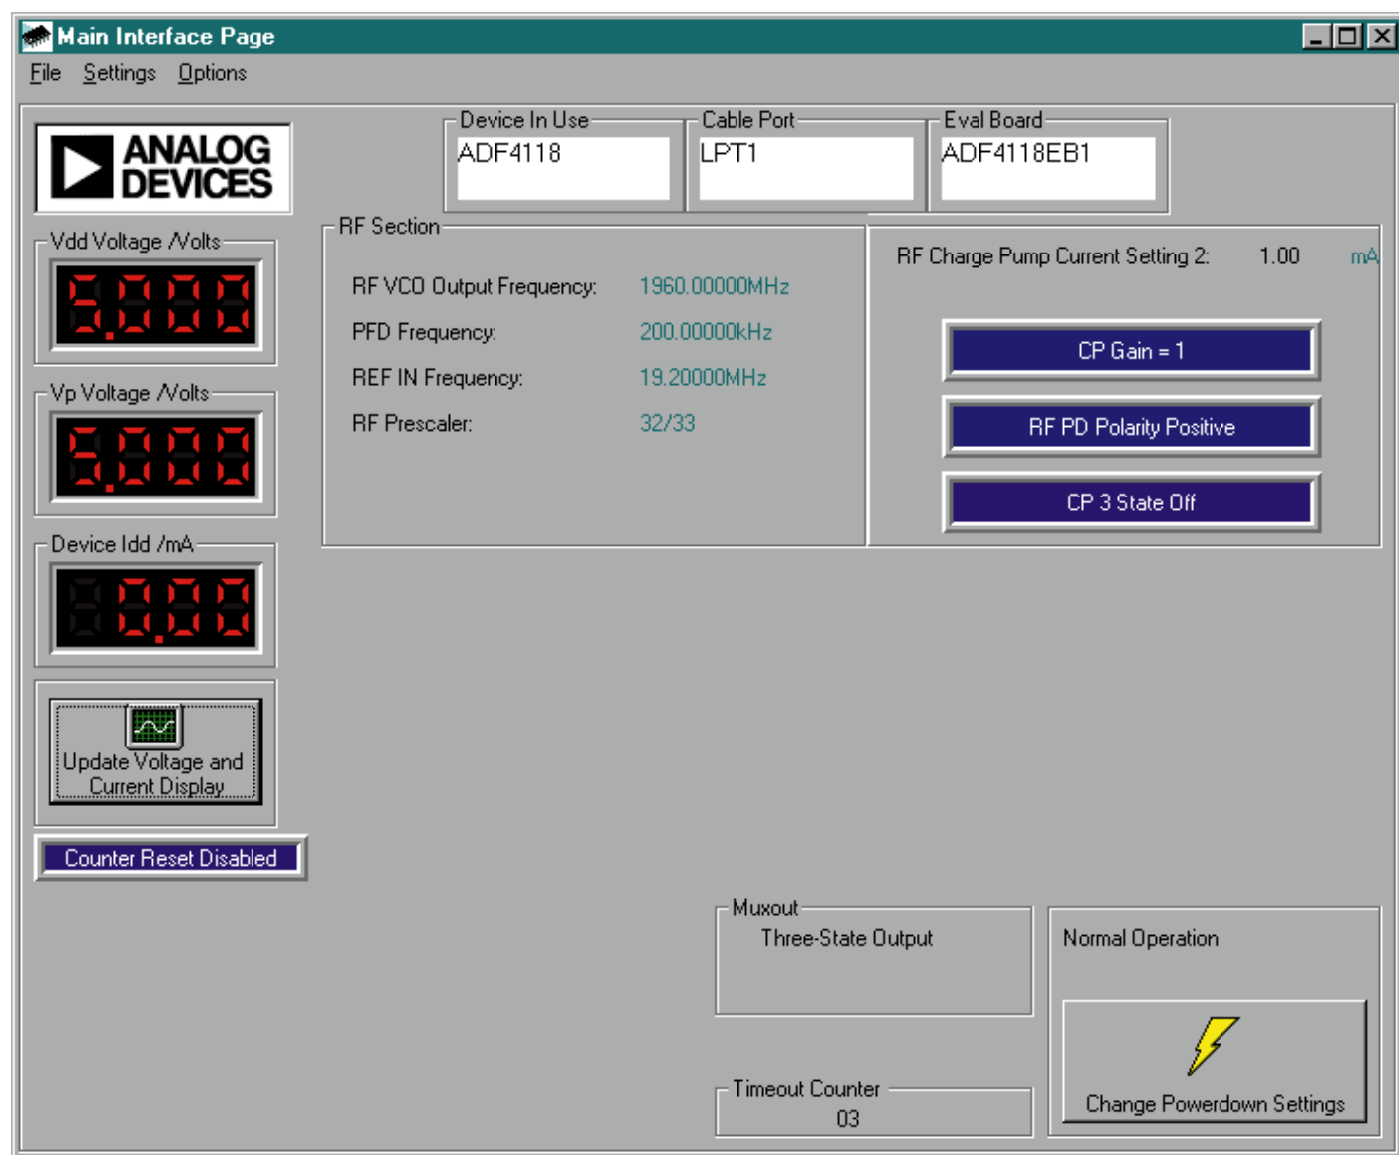 Main Interface Page
File Settings Options
ANALOG
DEVICES
Device In Use
ADF4118
Cable Port
LPT1
Eval Board
ADF4118EB1
Vdd Voltage /Volts
5.000
Vp Voltage /Volts
5.000
Device Idd /mA
0.00
Update Voltage and
Current Display
Counter Reset Disabled
RF Section
RF VCO Output Frequency: 1960.00000MHz
PFD Frequency: 200.00000kHz
REF IN Frequency: 19.20000MHz
RF Prescaler: 32/33
RF Charge Pump Current Setting 2: 1.00 mA
CP Gain = 1
RF PD Polarity Positive
CP 3 State Off
Muxout
Three-State Output
Timeout Counter
03
Normal Operation
Change Powerdown Settings